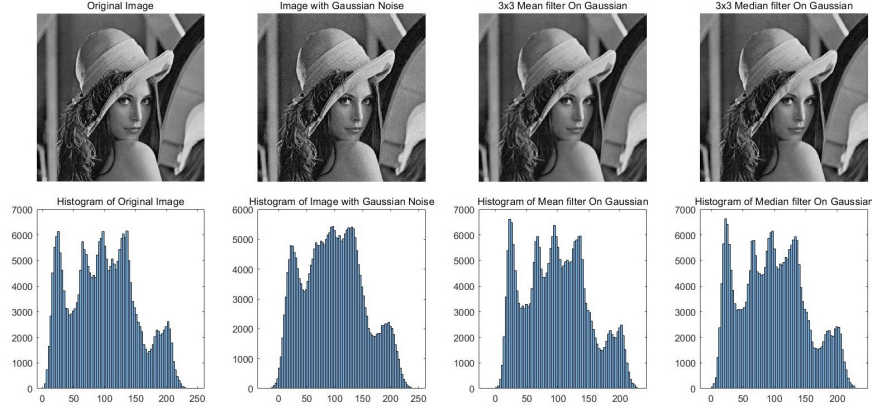 Original Image
Image with Gaussian Noise
3x3 Mean filter On Gaussian
3x3 Median filter On Gaussian
Histogram of Original Image
Histogram of Image with Gaussian Noise
Histogram of Mean filter On Gaussian
Histogram of Median filter On Gaussian
7000
6000
5000
4000
3000
2000
1000
0
0 50 100 150 200 250
6000
5000
4000
3000
2000
1000
0
0 50 100 150 200 250
7000
6000
5000
4000
3000
2000
1000
0
0 50 100 150 200
7000
6000
5000
4000
3000
2000
1000
0
0 50 100 150 200